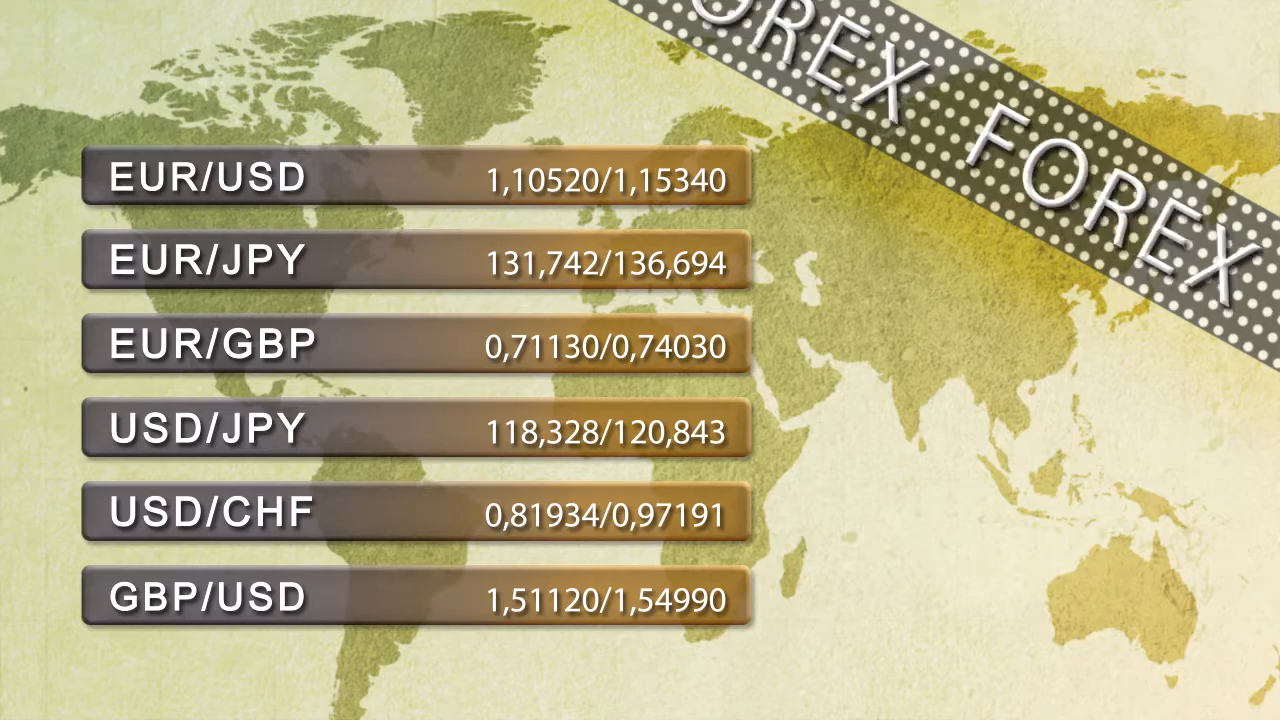 OREX FOREX
EUR/USD 1,10520/1,15340
EUR/JPY 131,742/136,694
EUR/GBP 0,71130/0,74030
USD/JPY 118,328/120,843
USD/CHF 0,81934/0,97191
GBP/USD 1,51120/1,54990